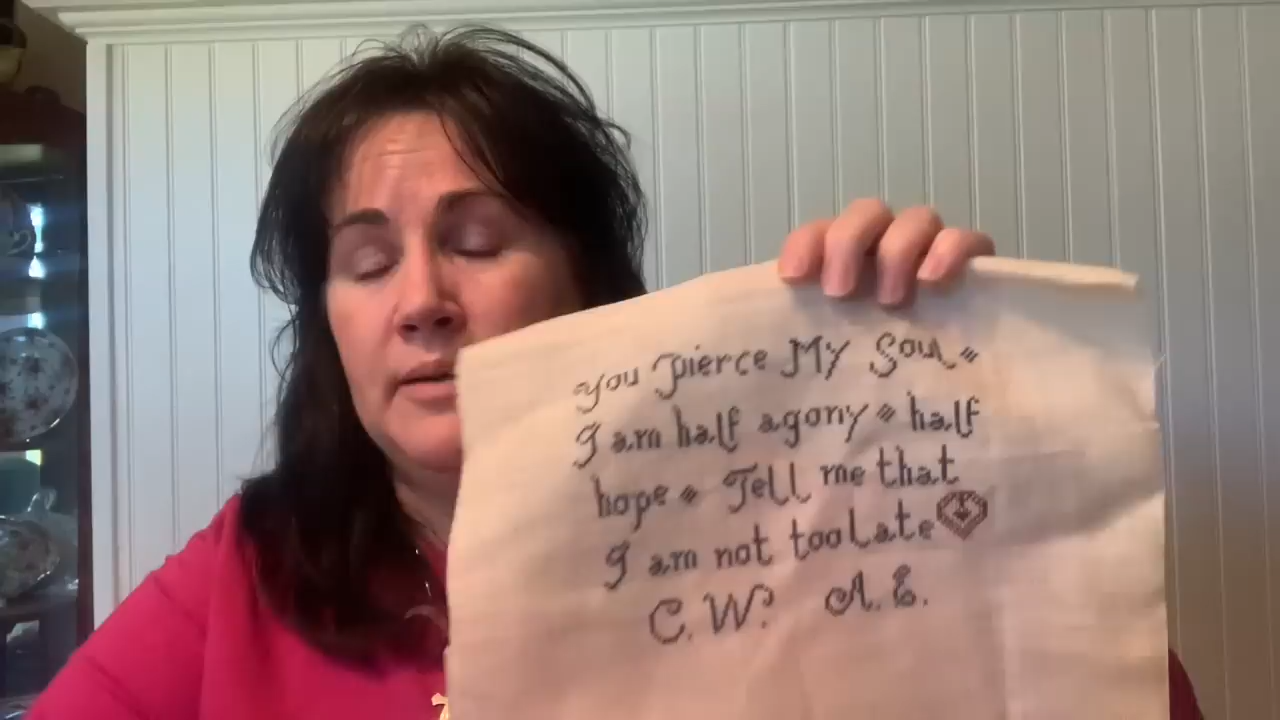 you pierce My Soul
I am half agony half
hope Tell me that
I am not too Late
C. W. A. E.